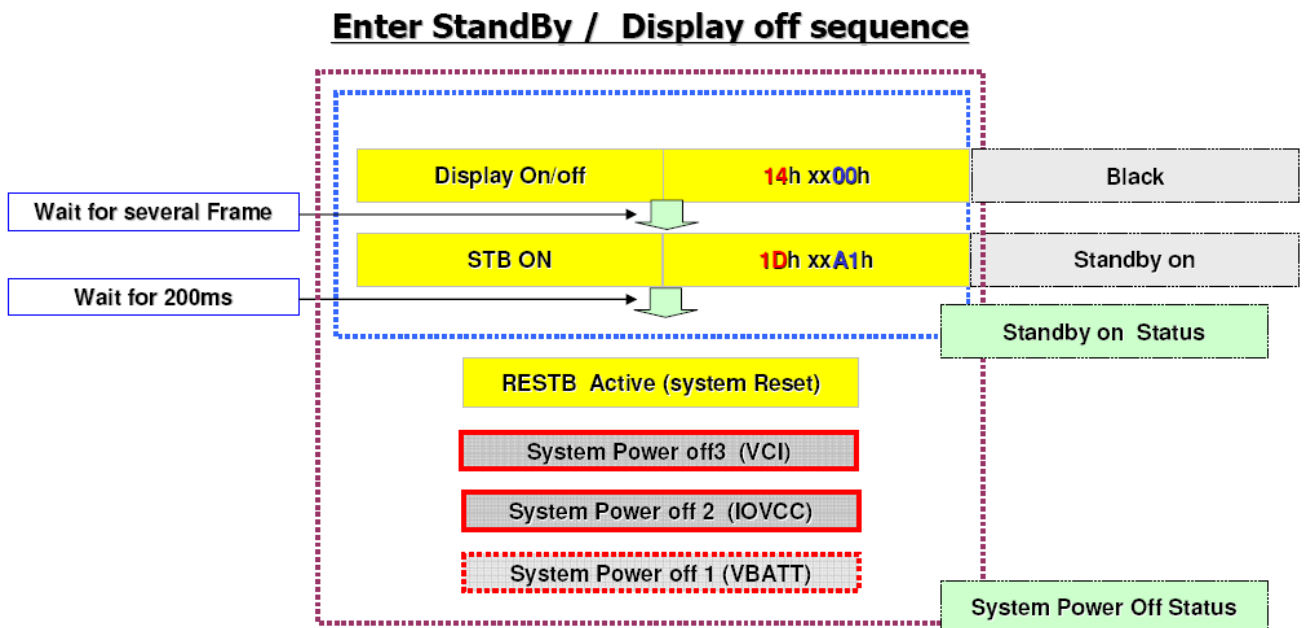 Enter StandBy / Display off sequence
Display On/off 14h xx00h Black
Wait for several Frame
STB ON 1Dh xxA1h Standby on
Wait for 200ms
Standby on Status
RESTB Active (system Reset)
System Power off3 (VCI)
System Power off 2 (IOVCC)
System Power off 1 (VBATT)
System Power Off Status